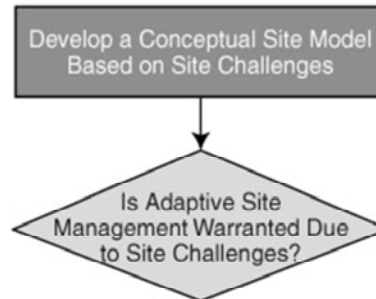 Develop a Conceptual Site Model
Based on Site Challenges
Is Adaptive Site
Management Warranted Due
to Site Challenges?